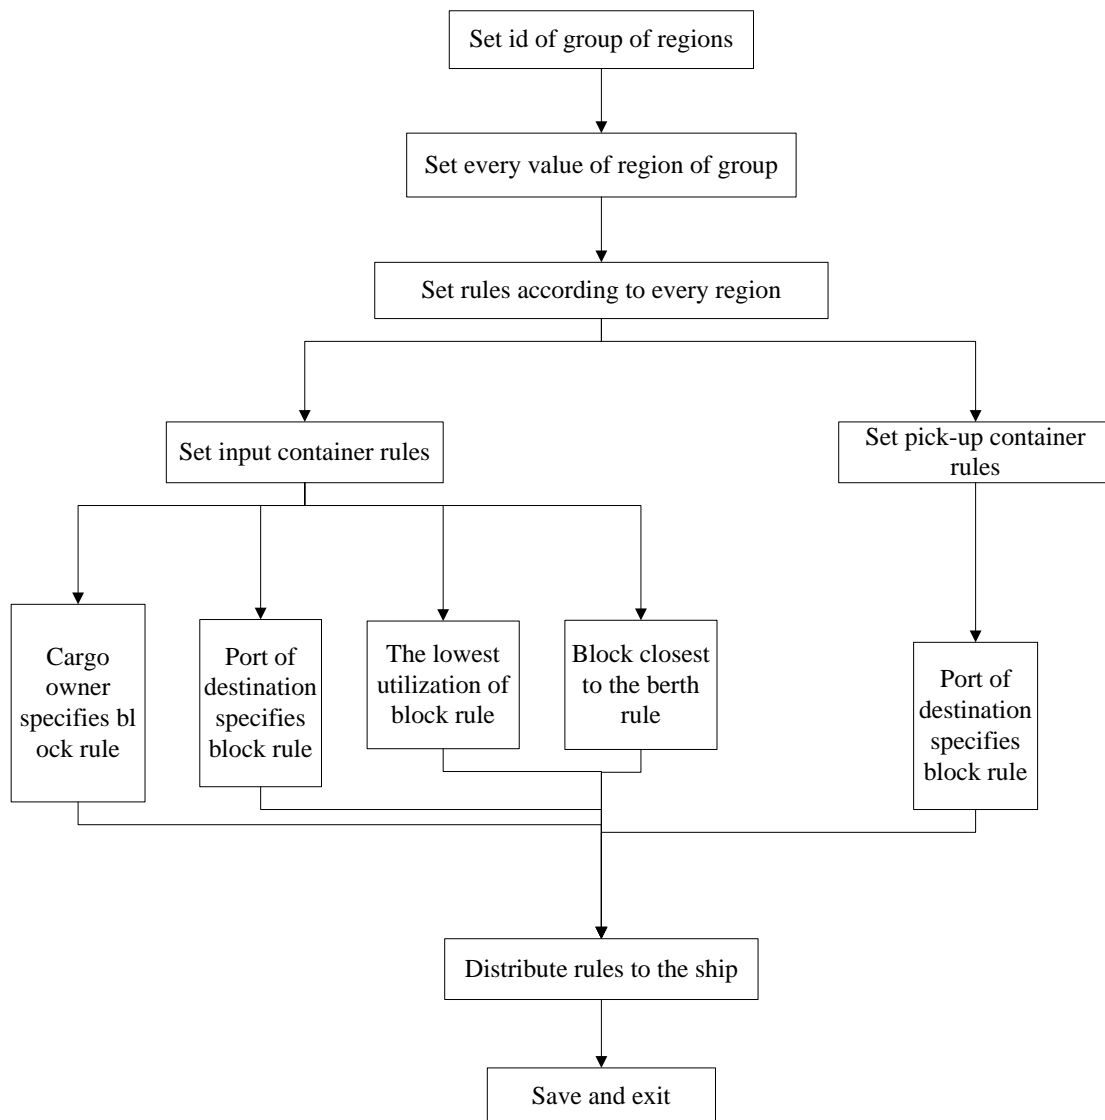 Set id of group of regions
Set every value of region of group
Set rules according to every region
Set input container rules
Set pick-up container
rules
Cargo
owner
specifies bl
ock rule
Port of
destination
specifies
block rule
The lowest
utilization of
block rule
Block closest
to the berth
rule
Port of
destination
specifies
block rule
Distribute rules to the ship
Save and exit